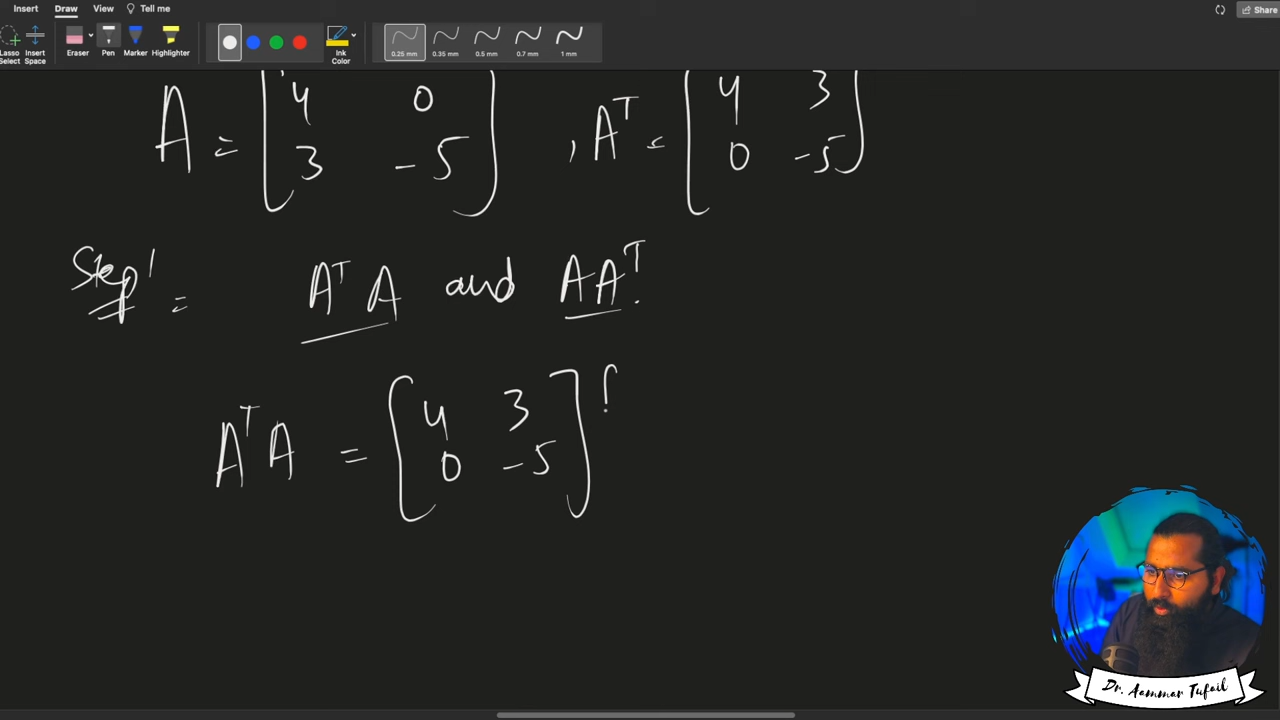 Insert Draw View Tell me Share
Lasso Select Insert Space Eraser Pen Marker Highlighter Ink Color 0.25 mm 0.35 mm 0.5 mm 0.7 mm 1 mm
A = [ 4 0 , Aᵀ = [ 4 3
3 -5 ] 0 -5 ]
Step 1 = AᵀA and AAᵀ.
AᵀA = [ 4 3
0 -5 ] [
Dr. Aammar Tufail